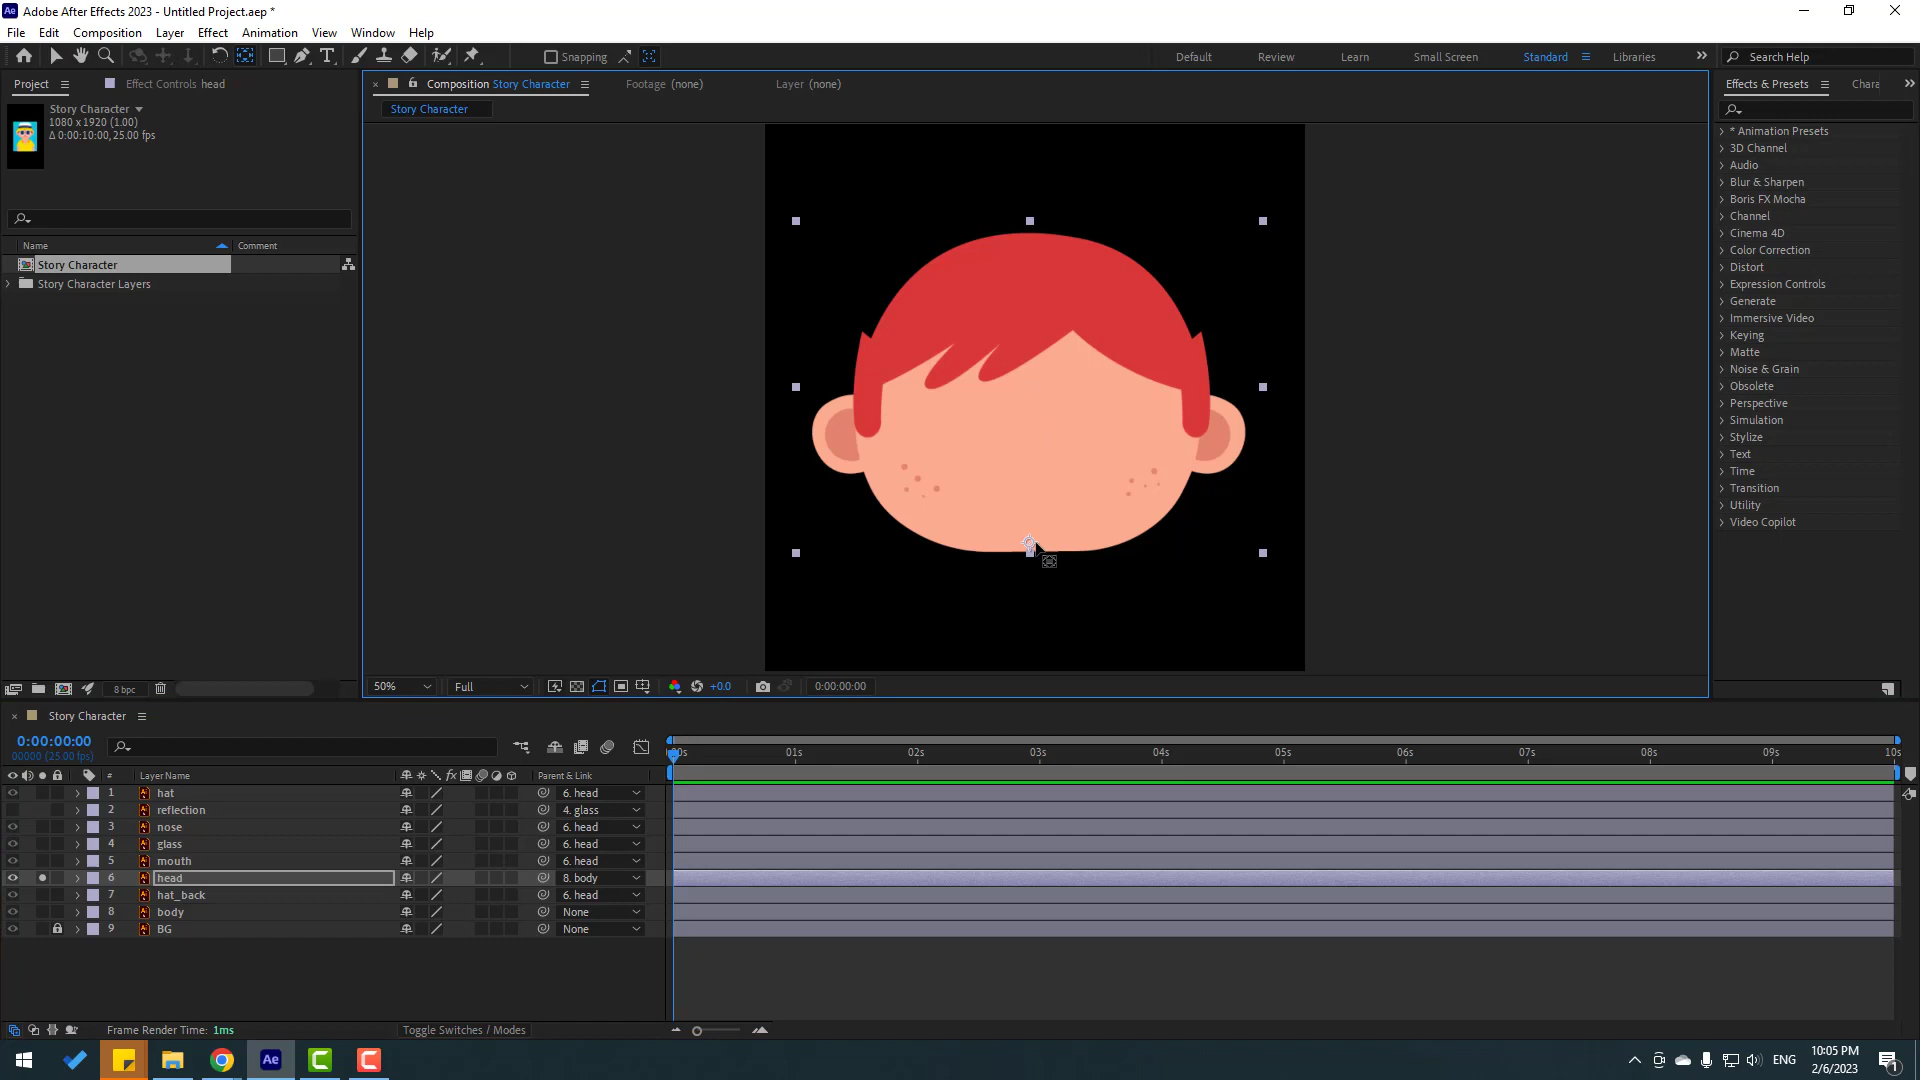 Adobe After Effects 2023 - Untitled Project.aep *
File Edit Composition Layer Effect Animation View Window Help
Snapping
Default Review Learn Small Screen Standard Libraries
Search Help
Project
Effect Controls head
Composition Story Character
Footage (none)
Layer (none)
Effects & Presets
Chara
Story Character
1080 x 1920 (1.00)
Δ 0:00:10:00, 25.00 fps
Story Character
Name Comment
Story Character
Story Character Layers
* Animation Presets
3D Channel
Audio
Blur & Sharpen
Boris FX Mocha
Channel
Cinema 4D
Color Correction
Distort
Expression Controls
Generate
Immersive Video
Keying
Matte
Noise & Grain
Obsolete
Perspective
Simulation
Stylize
Text
Time
Transition
Utility
Video Copilot
8 bpc
50% Full +0.0 0:00:00:00
Story Character
0:00:00:00
00000 (25.00 fps)
00s 01s 02s 03s 04s 05s 06s 07s 08s 09s 10s
# Layer Name fx Parent & Link
1 hat 6. head
2 reflection 4. glass
3 nose 6. head
4 glass 6. head
5 mouth 6. head
6 head 8. body
7 hat_back 6. head
8 body None
9 BG None
Frame Render Time: 1ms
Toggle Switches / Modes
Ae
ENG
10:05 PM
2/6/2023
1